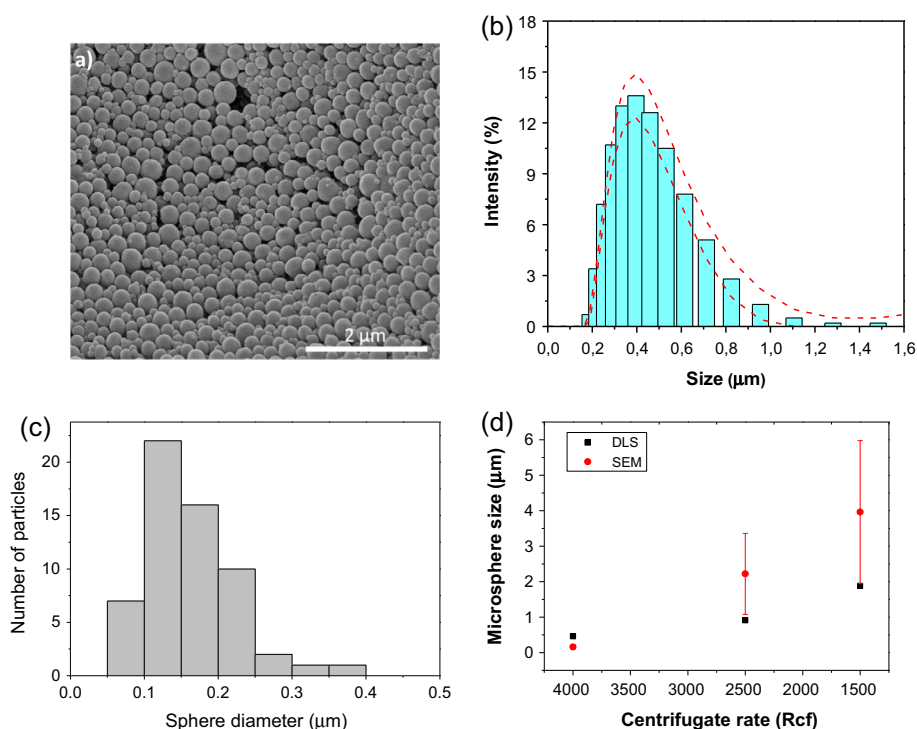 a)
2 μm
(b)
15
12
9
6
3
0
Intensity (%)
0,0 0,2 0,4 0,6 0,8 1,0 1,2 1,4 1,6
Size (μm)
(c)
20
15
10
5
0
Number of particles
0.0 0.1 0.2 0.3 0.4 0.5
Sphere diameter (μm)
(d)
DLS
SEM
6
5
4
3
2
1
0
Microsphere size (μm)
4000 3500 3000 2500 2000 1500
Centrifugate rate (Rcf)